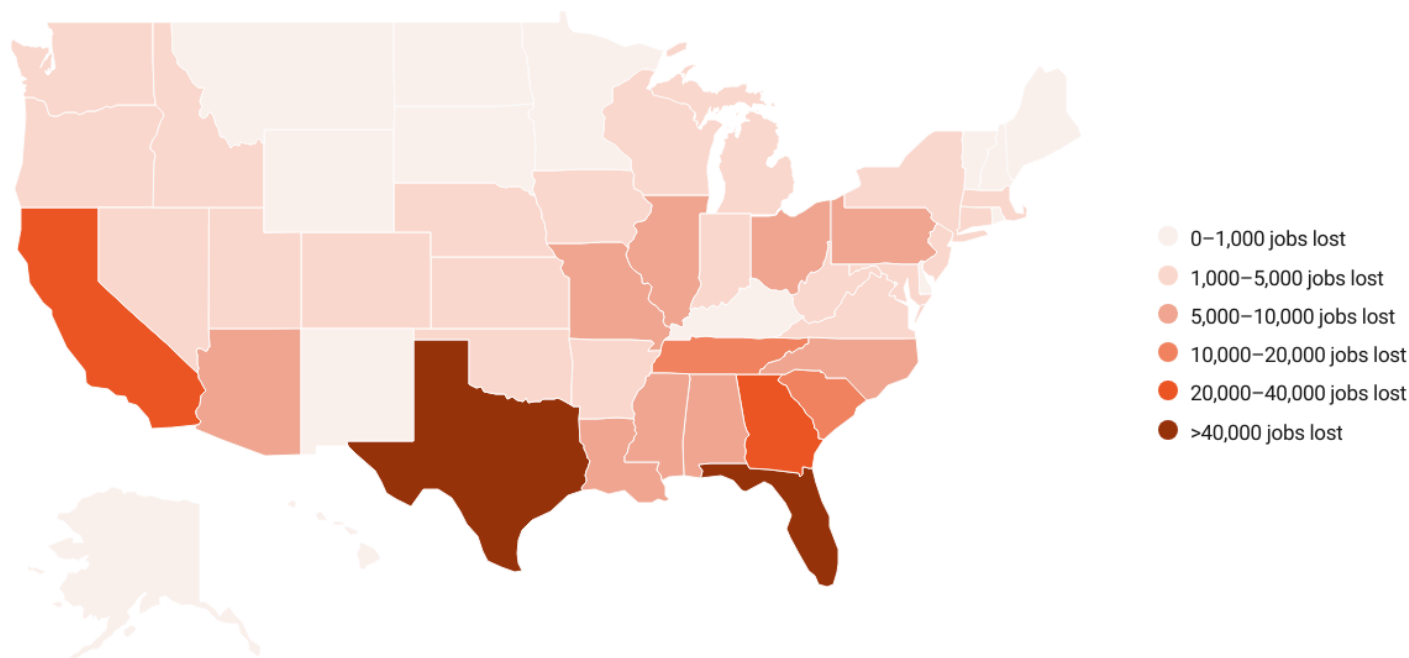 0–1,000 jobs lost
1,000–5,000 jobs lost
5,000–10,000 jobs lost
10,000–20,000 jobs lost
20,000–40,000 jobs lost
>40,000 jobs lost